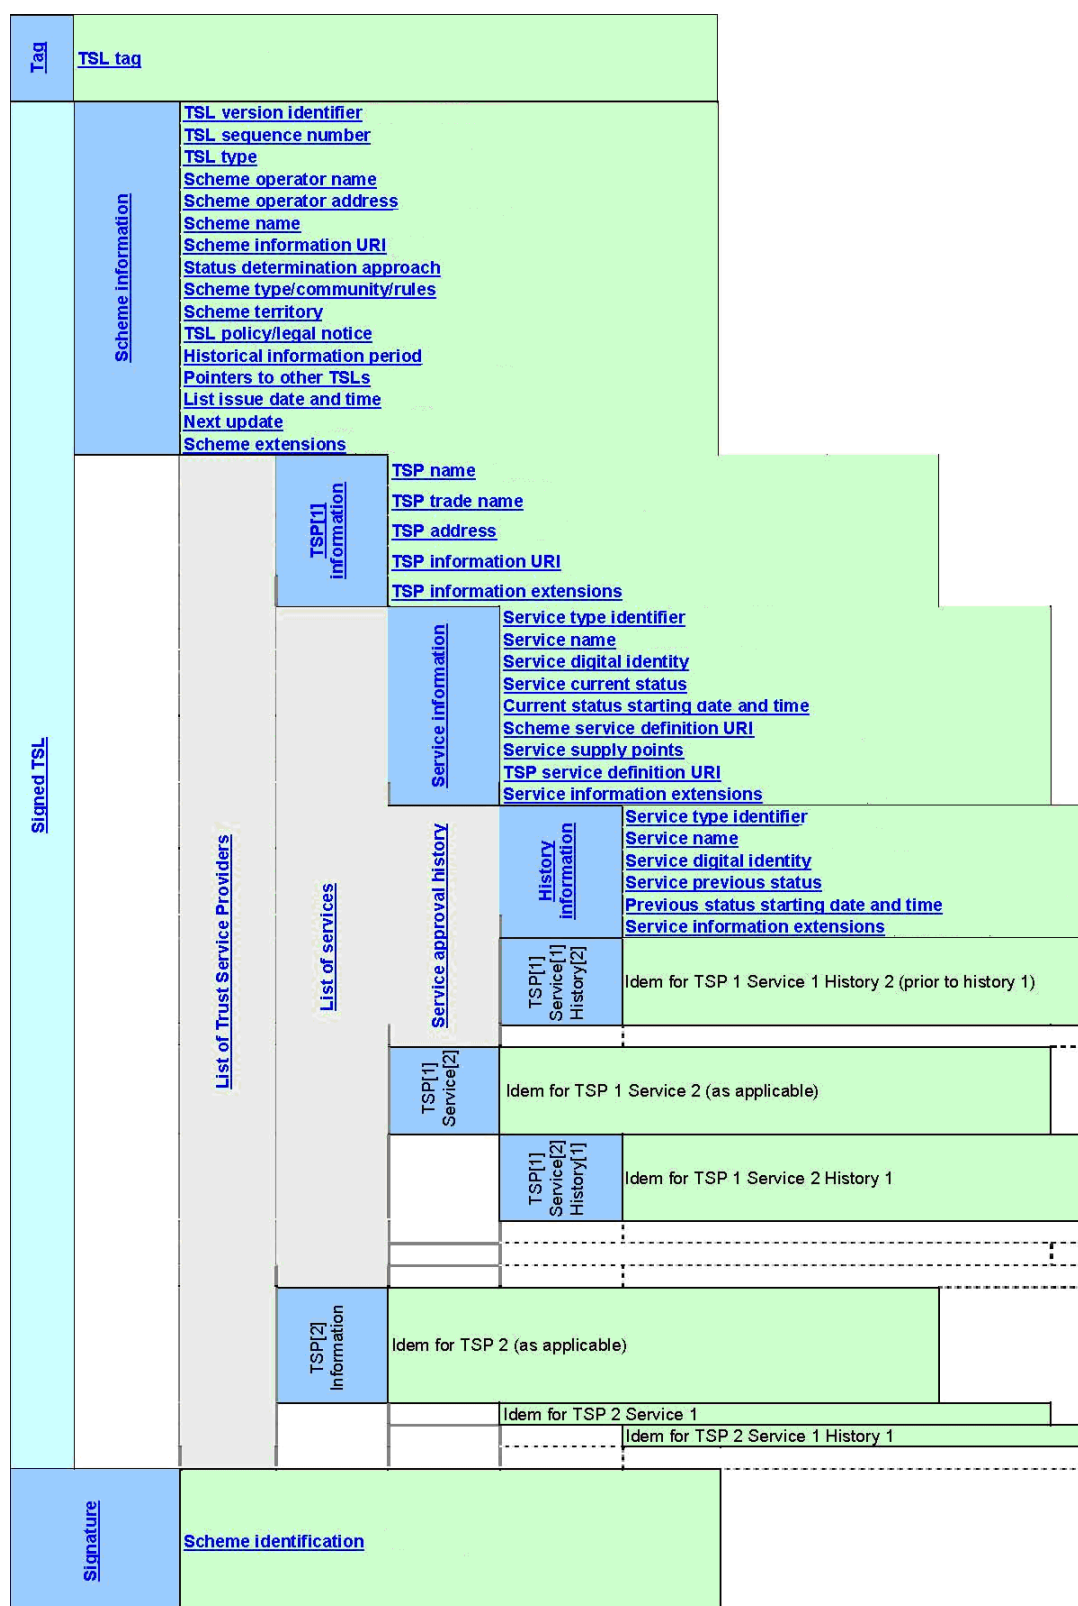 Tag
TSL tag
Signed TSL
Scheme information
TSL version identifier
TSL sequence number
TSL type
Scheme operator name
Scheme operator address
Scheme name
Scheme information URI
Status determination approach
Scheme type/community/rules
Scheme territory
TSL policy/legal notice
Historical information period
Pointers to other TSLs
List issue date and time
Next update
Scheme extensions
List of Trust Service Providers
TSP[1]
information
TSP name
TSP trade name
TSP address
TSP information URI
TSP information extensions
List of services
Service information
Service type identifier
Service name
Service digital identity
Service current status
Current status starting date and time
Scheme service definition URI
Service supply points
TSP service definition URI
Service information extensions
Service approval history
History
information
Service type identifier
Service name
Service digital identity
Service previous status
Previous status starting date and time
Service information extensions
TSP[1]
Service[1]
History[2]
Idem for TSP 1 Service 1 History 2 (prior to history 1)
TSP[1]
Service[2]
Idem for TSP 1 Service 2 (as applicable)
TSP[1]
Service[2]
History[1]
Idem for TSP 1 Service 2 History 1
TSP[2]
Information
Idem for TSP 2 (as applicable)
Idem for TSP 2 Service 1
Idem for TSP 2 Service 1 History 1
Signature
Scheme identification